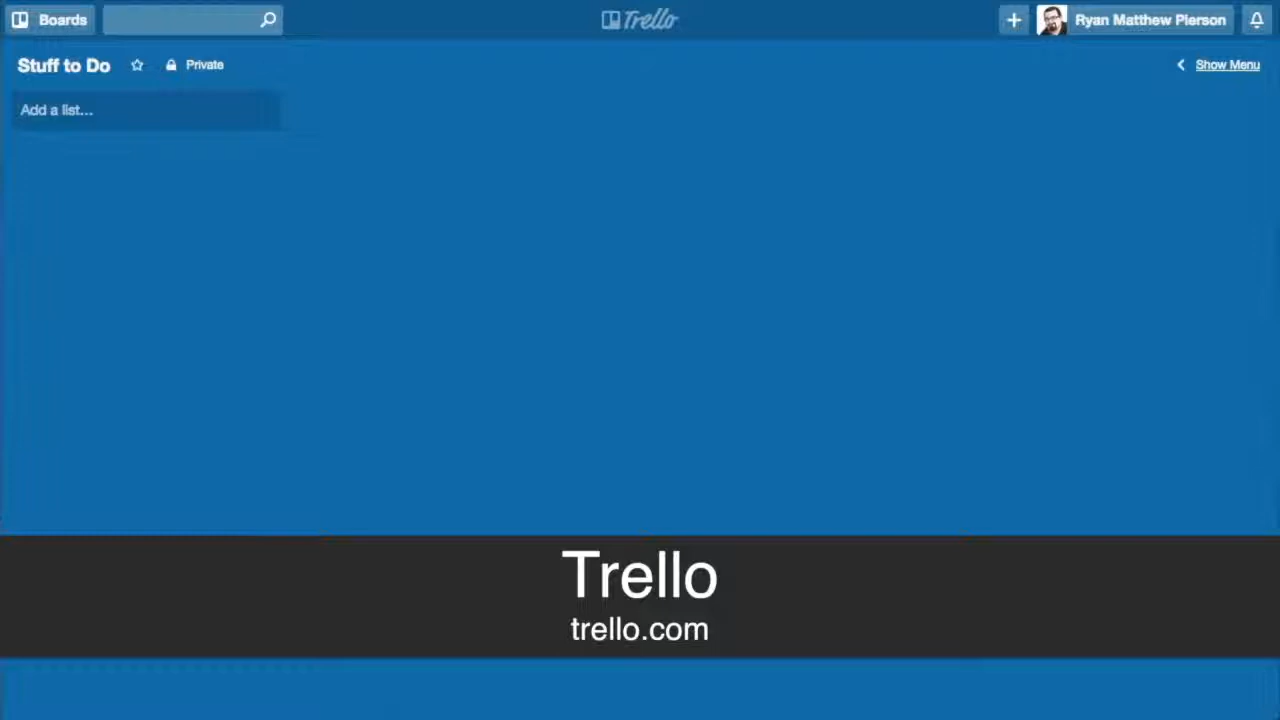 Boards
Trello
Ryan Matthew Pierson
Stuff to Do
Private
Show Menu
Add a list...
Trello
trello.com